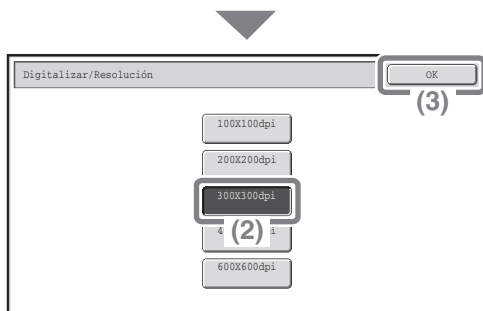 Digitalizar/Resolución
OK
(3)
100X100dpi
200X200dpi
300X300dpi
(2)
600X600dpi